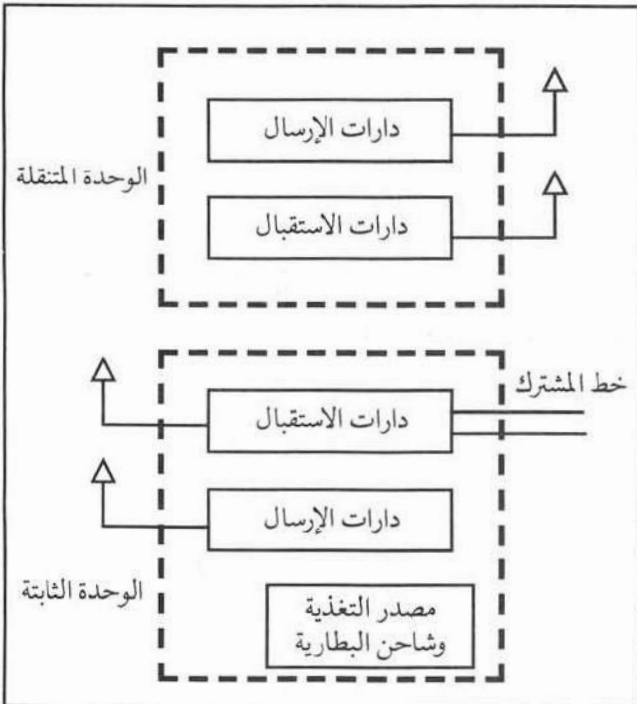 دارات الإرسال
الوحدة المتنقلة
دارات الاستقبال
خط المشترك
دارات الاستقبال
دارات الإرسال
الوحدة الثابتة
مصدر التغذية
وشاحن البطارية